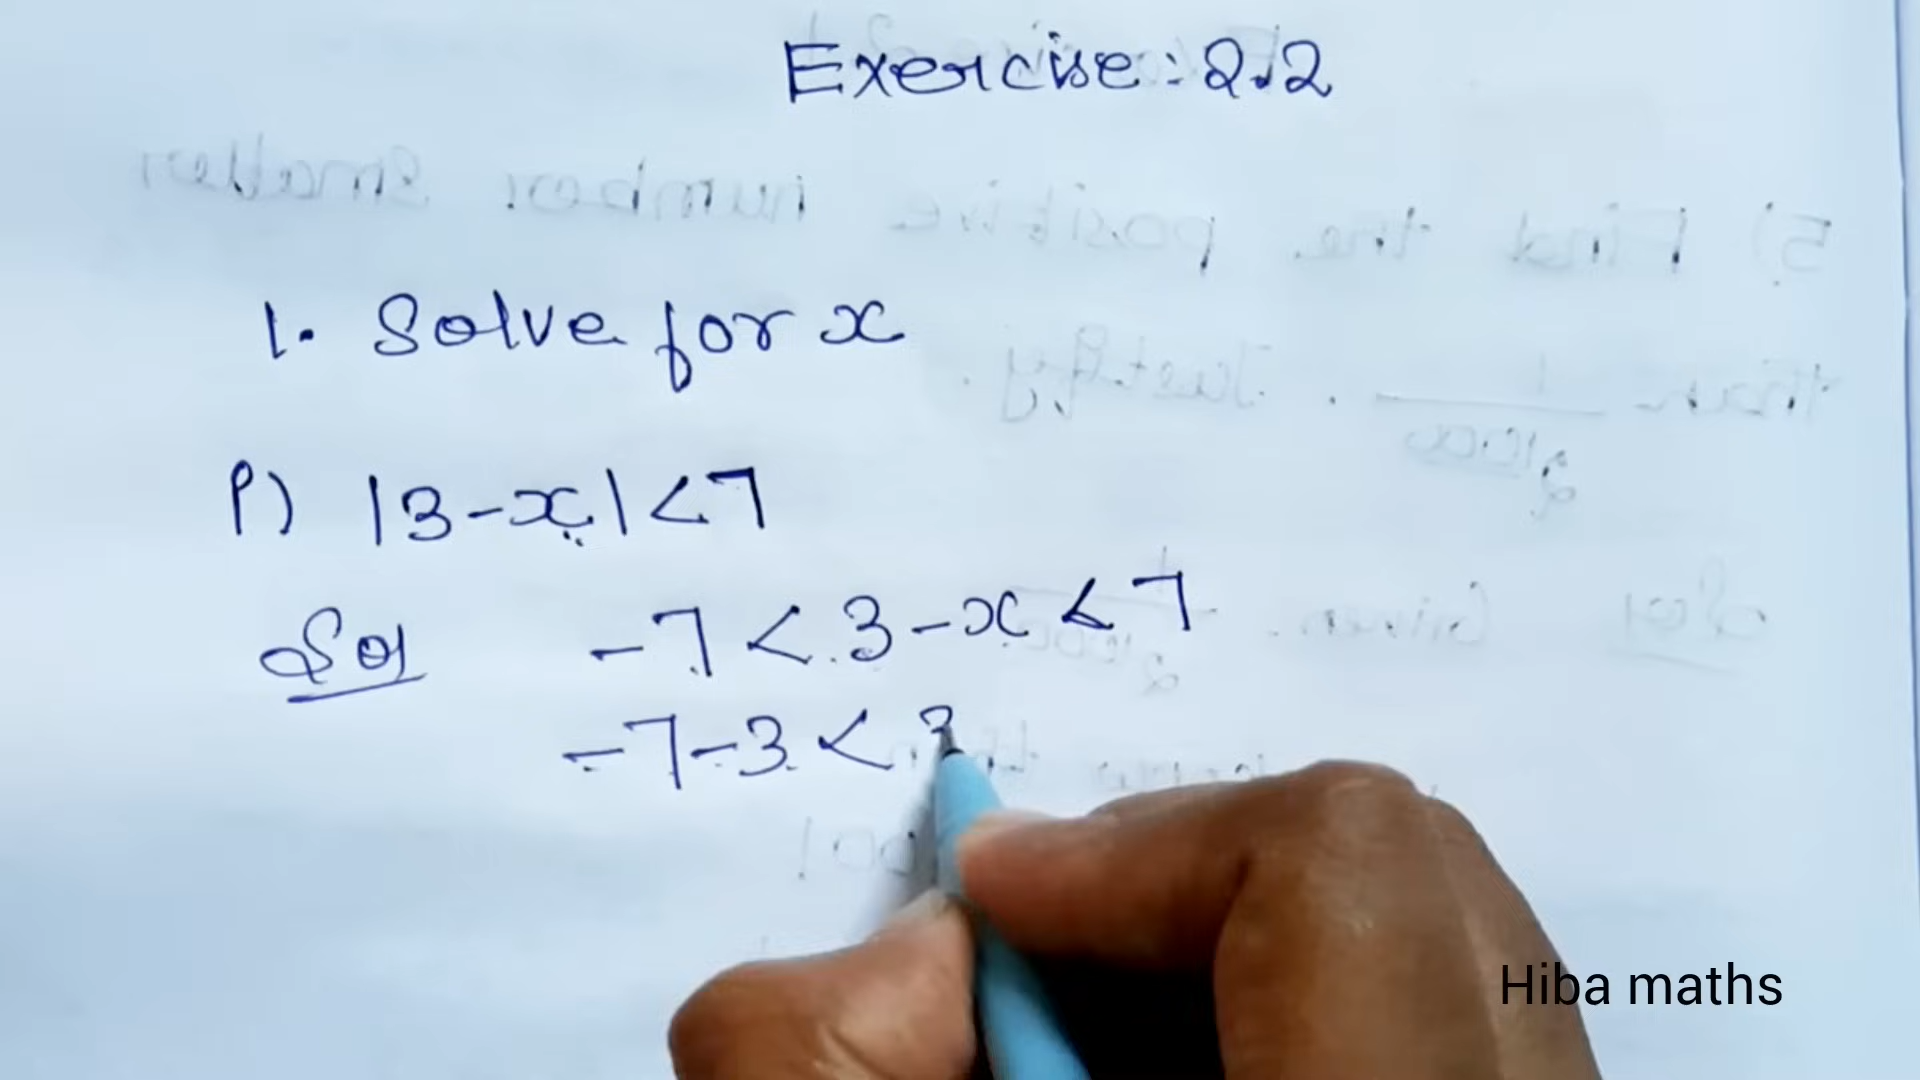 Exercise: 2.2
1. Solve for x
i) |3-x|<7
Sol -7<3-x<7
-7-3<3
Hiba maths